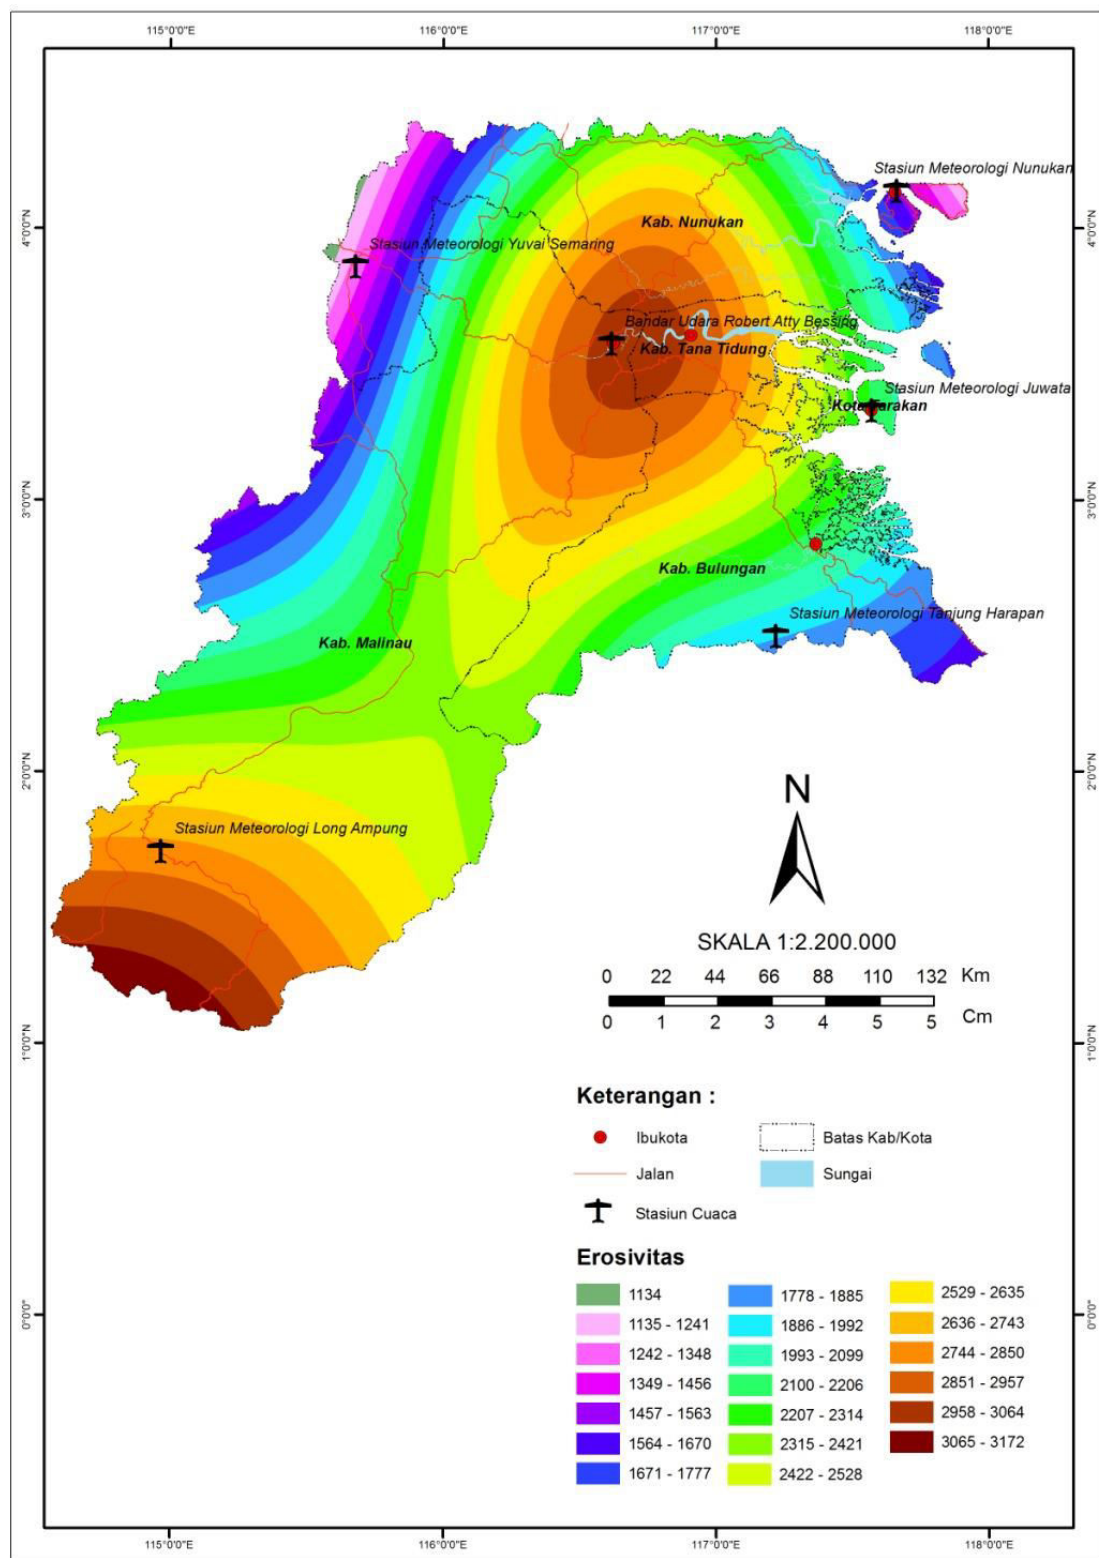 115°0'0"E 116°0'0"E 117°0'0"E 118°0'0"E
Stasiun Meteorologi Nunukan
4°0'0"N
Kab. Nunukan
4°0'0"N
Stasiun Meteorologi Yuvai Semaring
Bandar Udara Robert Atty Bessing
Kab. Tana Tidung
Stasiun Meteorologi Juwata
Kota Tarakan
3°0'0"N
3°0'0"N
Kab. Bulungan
Stasiun Meteorologi Tanjung Harapan
Kab. Malinau
2°0'0"N
2°0'0"N
N
Stasiun Meteorologi Long Ampung
SKALA 1:2.200.000
0 22 44 66 88 110 132 Km
0 1 2 3 4 5 5 Cm
1°0'0"N
1°0'0"N
Keterangan :
Ibukota
Batas Kab/Kota
Jalan
Sungai
Stasiun Cuaca
Erosivitas
0°0'0"
0°0'0"
1134
1135 - 1241
1242 - 1348
1349 - 1456
1457 - 1563
1564 - 1670
1671 - 1777
1778 - 1885
1886 - 1992
1993 - 2099
2100 - 2206
2207 - 2314
2315 - 2421
2422 - 2528
2529 - 2635
2636 - 2743
2744 - 2850
2851 - 2957
2958 - 3064
3065 - 3172
115°0'0"E 116°0'0"E 117°0'0"E 118°0'0"E